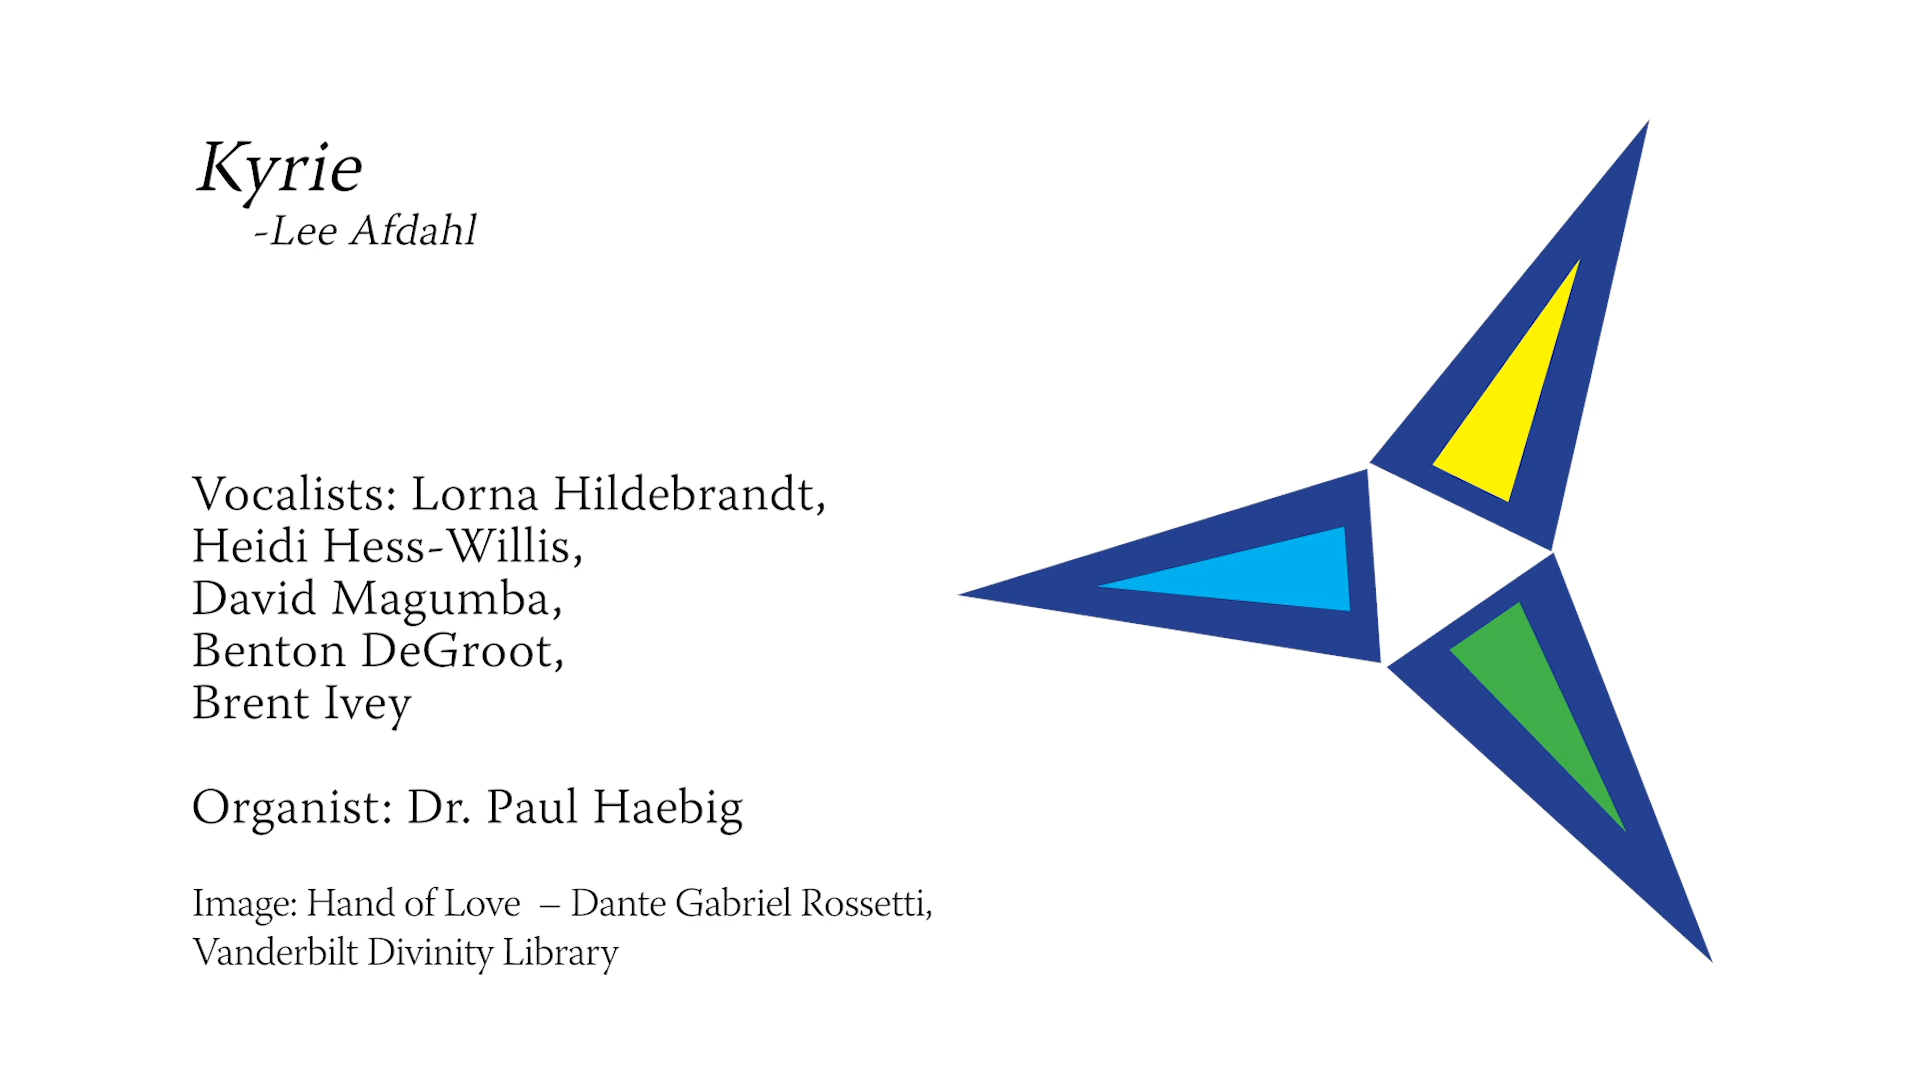 Kyrie
-Lee Afdahl
Vocalists: Lorna Hildebrandt,
Heidi Hess-Willis,
David Magumba,
Benton DeGroot,
Brent Ivey
Organist: Dr. Paul Haebig
Image: Hand of Love – Dante Gabriel Rossetti,
Vanderbilt Divinity Library